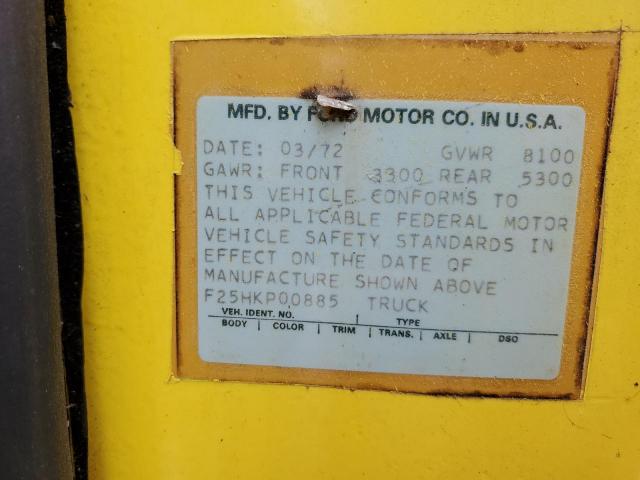 MFD. BY FORD MOTOR CO. IN U.S.A.
DATE: 03/72 GVWR 8100
GAWR: FRONT 3300 REAR 5300
THIS VEHICLE CONFORMS TO
ALL APPLICABLE FEDERAL MOTOR
VEHICLE SAFETY STANDARDS IN
EFFECT ON THE DATE OF
MANUFACTURE SHOWN ABOVE
F25HKP00885 TRUCK
VEH. IDENT. NO. TYPE
BODY COLOR TRIM TRANS. AXLE DSO